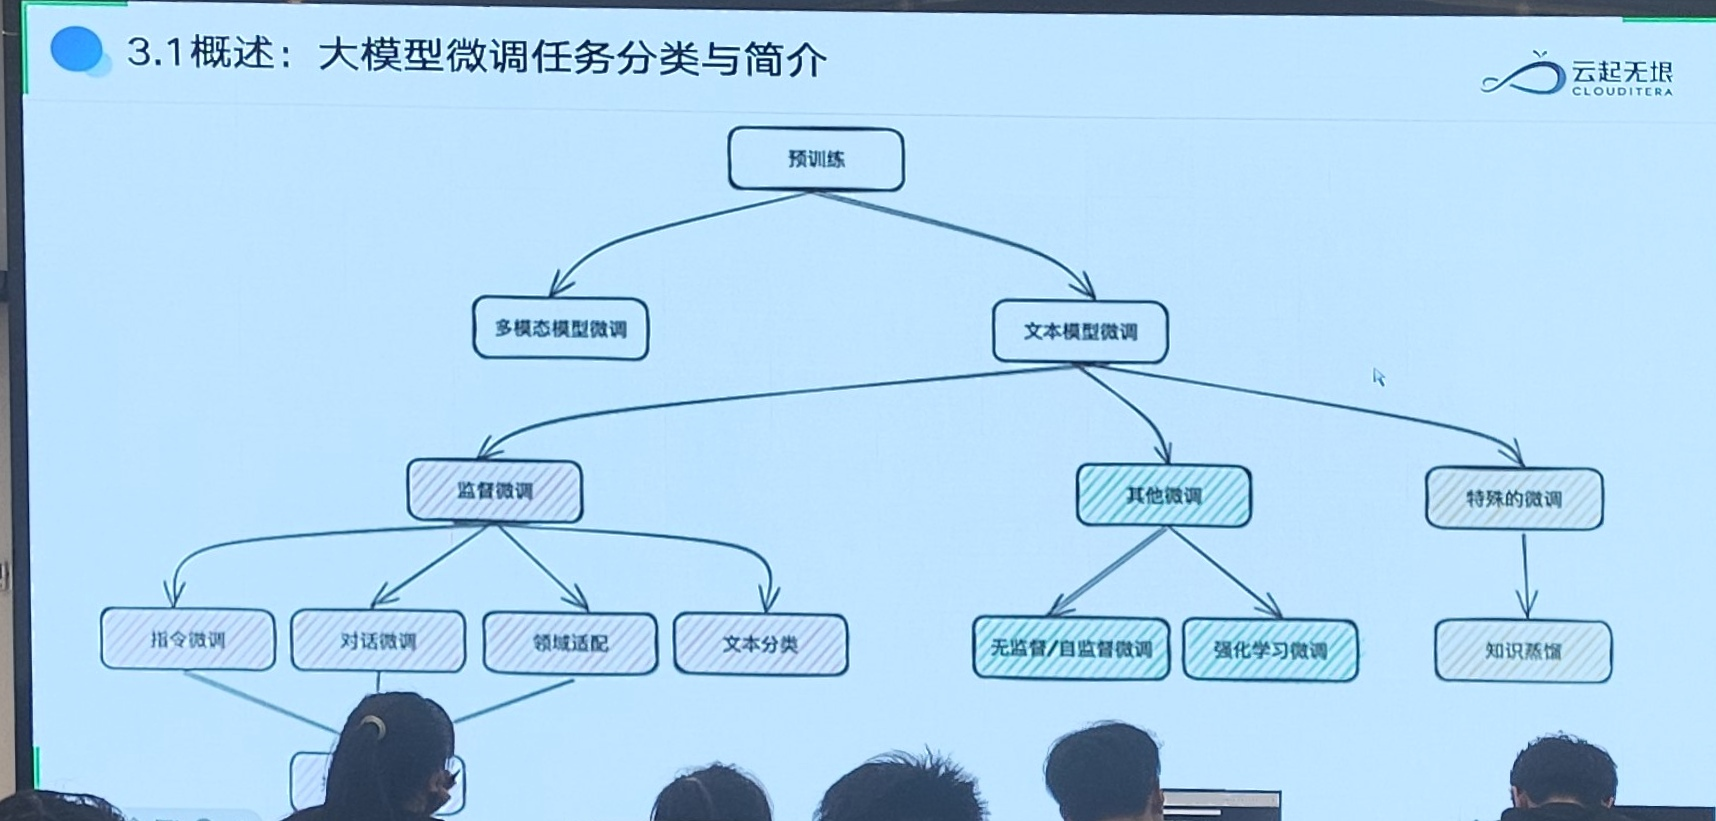 3.1概述：大模型微调任务分类与简介
云起无垠
CLOUDITERA
预训练
多模态模型微调
文本模型微调
监督微调
其他微调
特殊的微调
指令微调
对话微调
领域适配
文本分类
无监督/自监督微调
强化学习微调
知识蒸馏